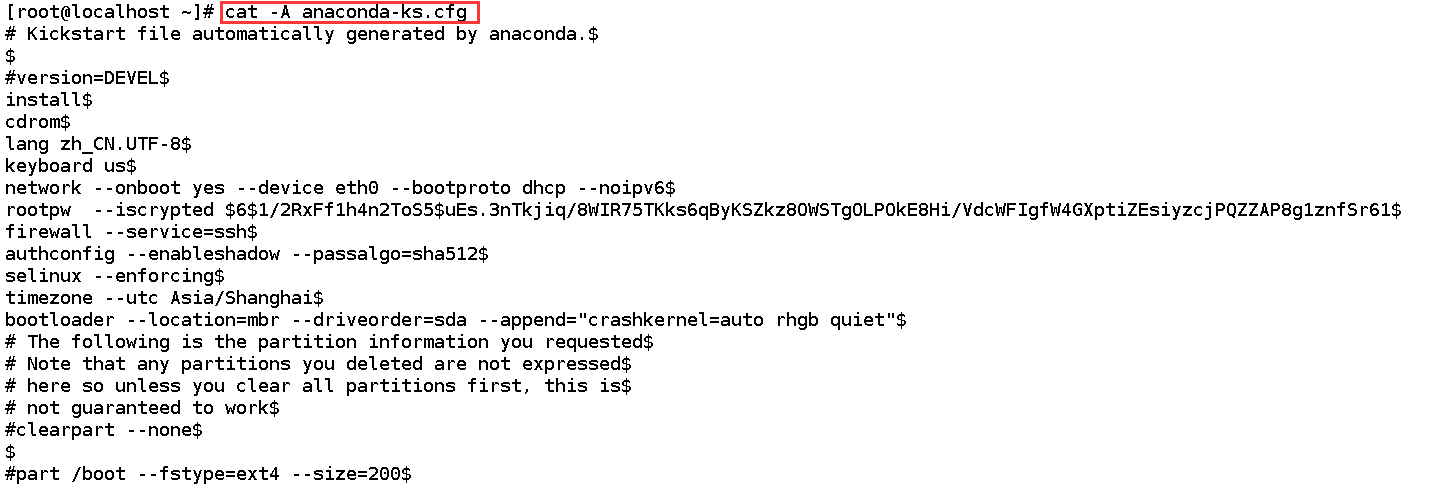 [root@localhost ~]# cat -A anaconda-ks.cfg
# Kickstart file automatically generated by anaconda.$
$
#version=DEVEL$
install$
cdrom$
lang zh_CN.UTF-8$
keyboard us$
network --onboot yes --device eth0 --bootproto dhcp --noipv6$
rootpw  --iscrypted $6$1/2RxFf1h4n2ToS5$uEs.3nTkjiq/8WIR75TKks6qByKSZkz8OWSTgOLPOkE8Hi/VdcWFIgfW4GXptiZEsiyzcjPQZZAP8g1znfSr61$
firewall --service=ssh$
authconfig --enableshadow --passalgo=sha512$
selinux --enforcing$
timezone --utc Asia/Shanghai$
bootloader --location=mbr --driveorder=sda --append="crashkernel=auto rhgb quiet"$
# The following is the partition information you requested$
# Note that any partitions you deleted are not expressed$
# here so unless you clear all partitions first, this is$
# not guaranteed to work$
#clearpart --none$
$
#part /boot --fstype=ext4 --size=200$